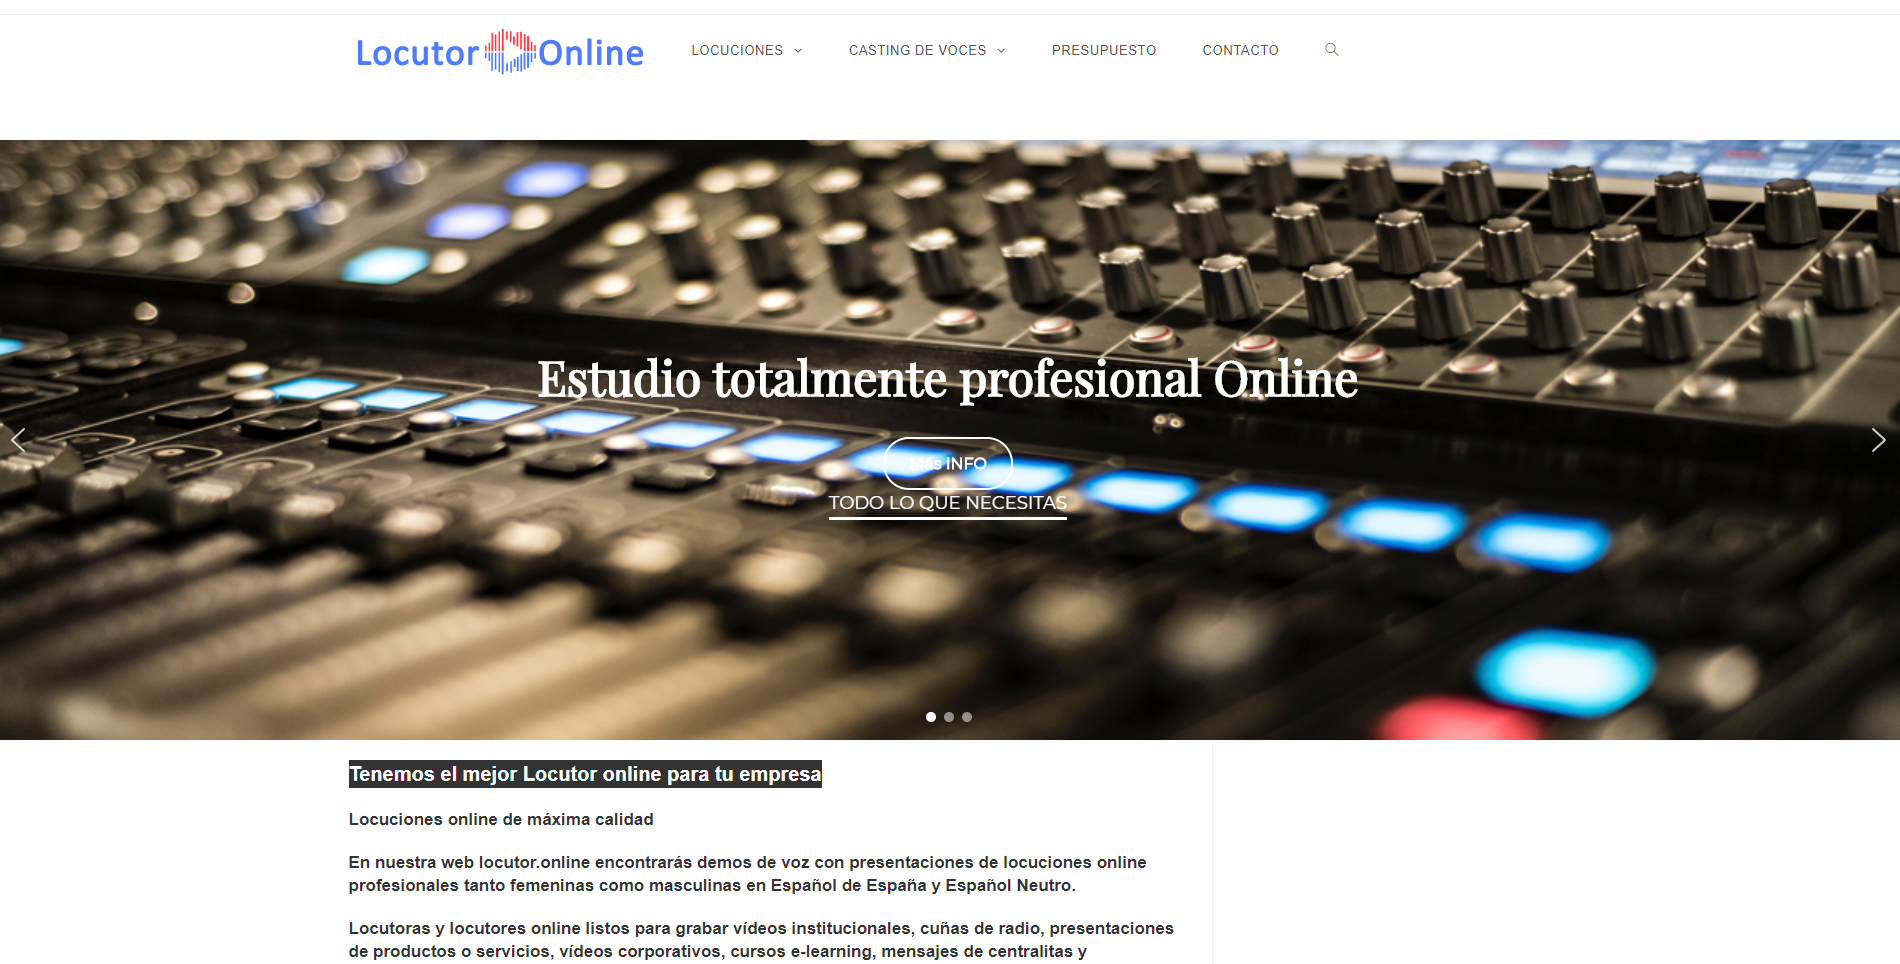 Locutor Online
LOCUCIONES
CASTING DE VOCES
PRESUPUESTO
CONTACTO
Estudio totalmente profesional Online
Más INFO
TODO LO QUE NECESITAS
Tenemos el mejor Locutor online para tu empresa
Locuciones online de máxima calidad
En nuestra web locutor.online encontrarás demos de voz con presentaciones de locuciones online
profesionales tanto femeninas como masculinas en Español de España y Español Neutro.
Locutoras y locutores online listos para grabar vídeos institucionales, cuñas de radio, presentaciones
de productos o servicios, vídeos corporativos, cursos e-learning, mensajes de centralitas y